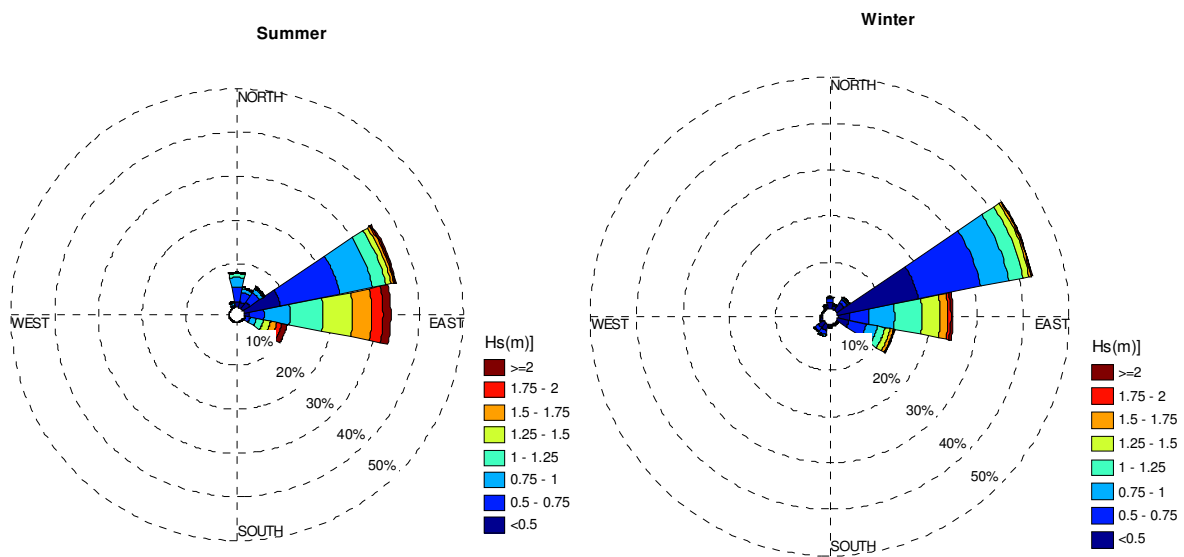 Summer
NORTH
WEST
EAST
SOUTH
10%
20%
30%
40%
50%
Hs(m)]
>=2
1.75 - 2
1.5 - 1.75
1.25 - 1.5
1 - 1.25
0.75 - 1
0.5 - 0.75
<0.5
Winter
NORTH
WEST
EAST
SOUTH
10%
20%
30%
40%
50%
Hs(m)]
>=2
1.75 - 2
1.5 - 1.75
1.25 - 1.5
1 - 1.25
0.75 - 1
0.5 - 0.75
<0.5